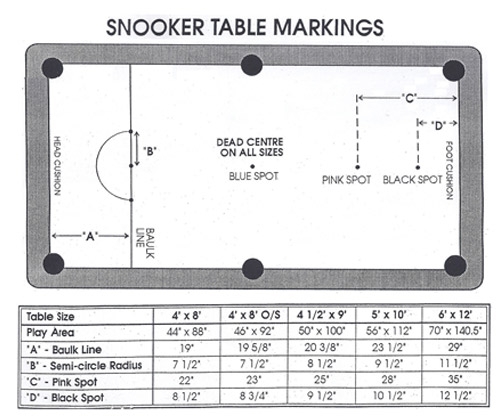 SNOOKER TABLE MARKINGS
"C"
"D"
"B"
DEAD CENTRE
ON ALL SIZES
HEAD CUSHION
FOOT CUSHION
BLUE SPOT
PINK SPOT
BLACK SPOT
"A"
BAULK
LINE
Table Size 4' x 8' 4' x 8' O/S 4 1/2' x 9' 5' x 10' 6' x 12'
Play Area 44" x 88" 46" x 92" 50" x 100" 56" x 112" 70" x 140.5"
"A" - Baulk Line 19" 19 5/8" 20 3/8" 23 1/2" 29"
"B" - Semi-circle Radius 7 1/2" 7 1/2" 8 1/2" 9 1/2" 11 1/2"
"C" - Pink Spot 22" 23" 25" 28" 35"
"D" - Black Spot 8 1/2" 8 3/4" 9 1/2" 10 1/2" 12 1/2"